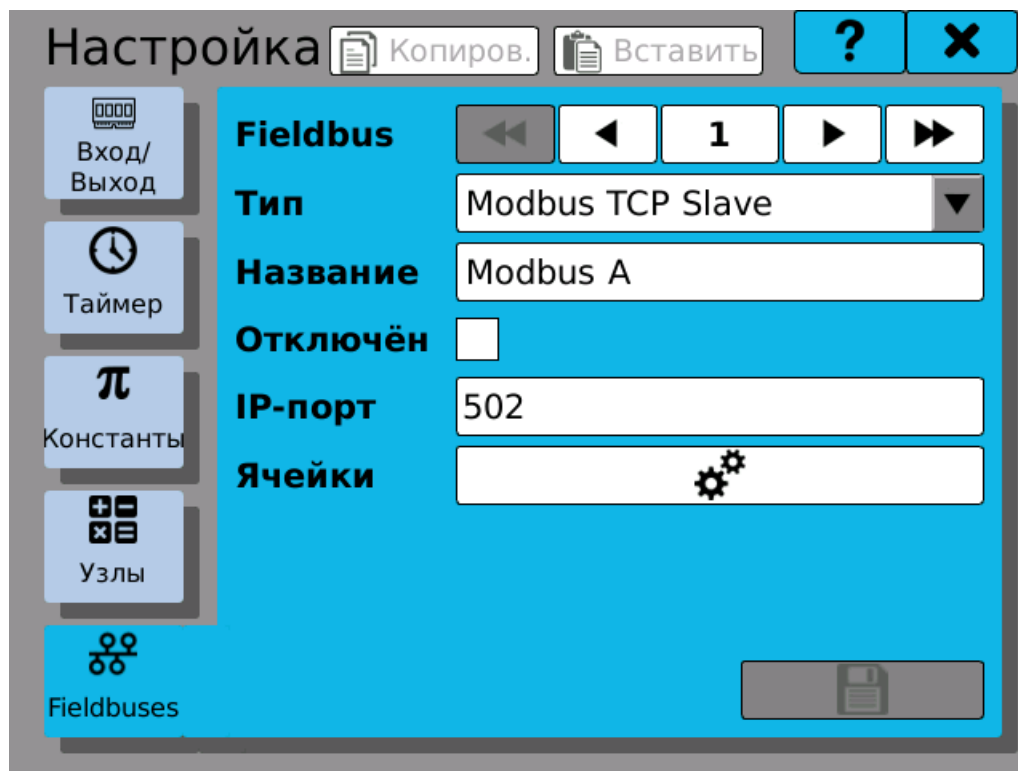 Настройка
Копиров.
Вставить
?
Вход/
Выход
Таймер
π
Константы
Узлы
Fieldbuses
Fieldbus
1
Тип
Modbus TCP Slave
Название
Modbus A
Отключён
IP-порт
502
Ячейки